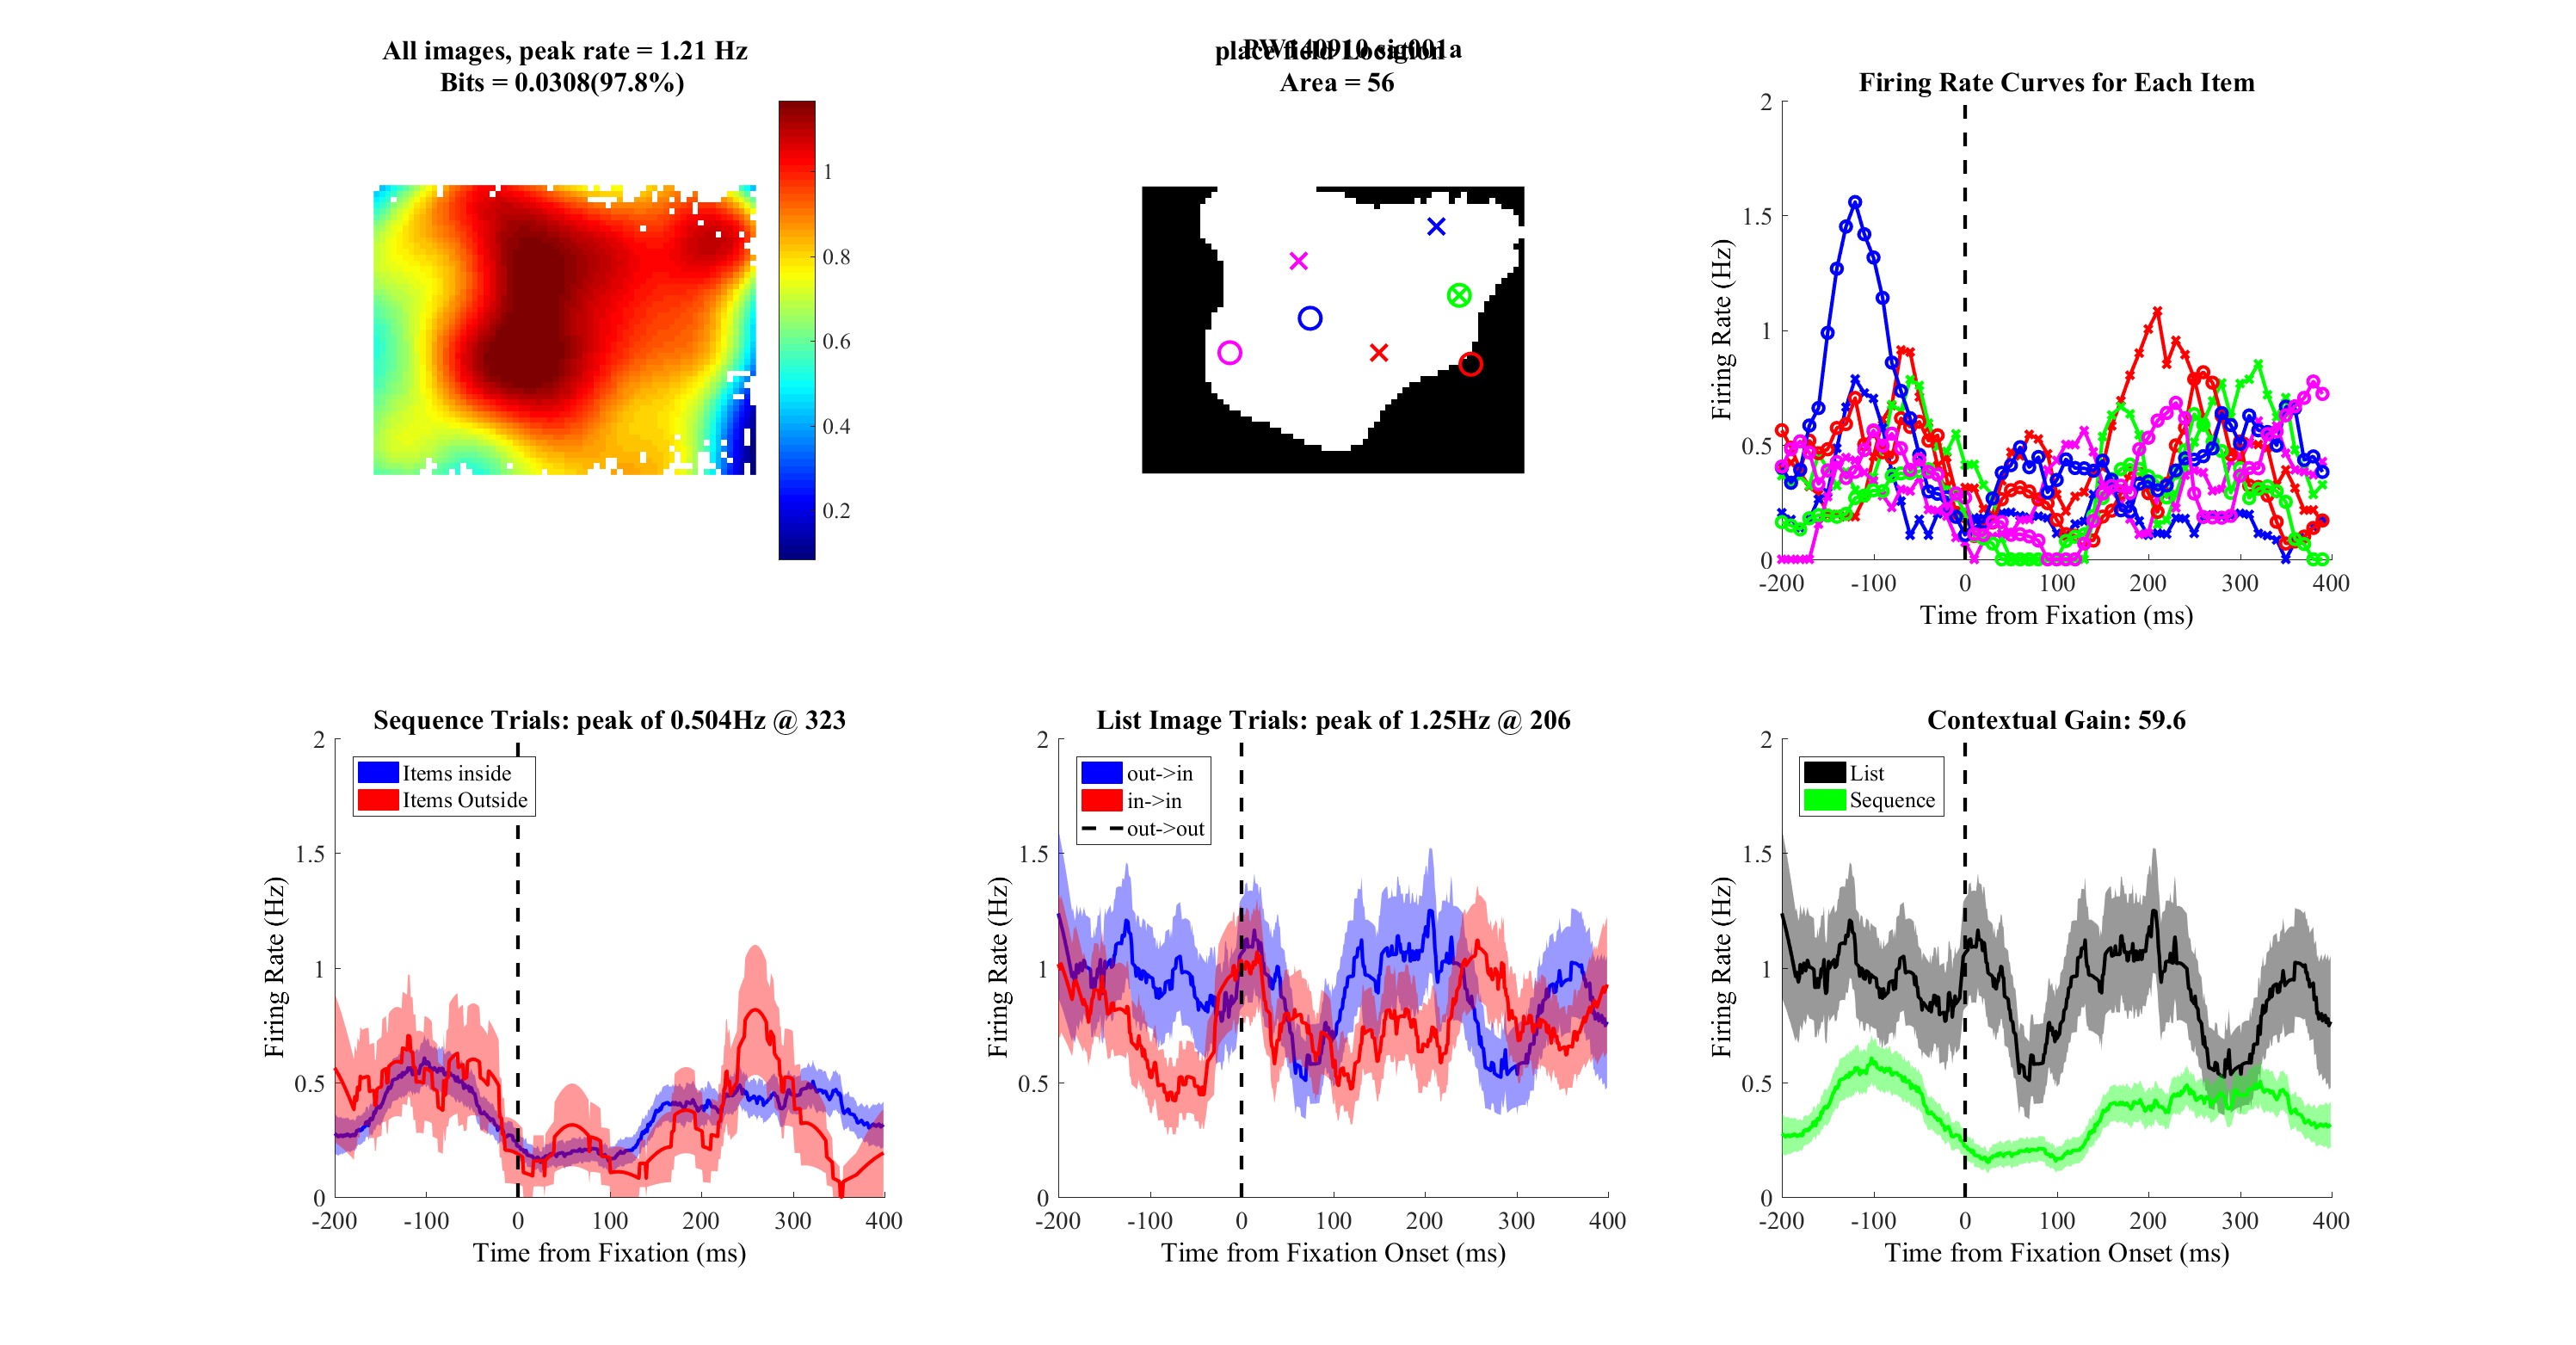 All images, peak rate = 1.21 Hz
Bits = 0.0308(97.8%)
1
0.8
0.6
0.4
0.2
place field Location
Area = 56
Firing Rate Curves for Each Item
Firing Rate (Hz)
2
1.5
1
0.5
0
-200
-100
0
100
200
300
400
Time from Fixation (ms)
Sequence Trials: peak of 0.504Hz @ 323
Items inside
Items Outside
Firing Rate (Hz)
2
1.5
1
0.5
0
-200
-100
0
100
200
300
400
Time from Fixation (ms)
List Image Trials: peak of 1.25Hz @ 206
out->in
in->in
out->out
Firing Rate (Hz)
2
1.5
1
0.5
0
-200
-100
0
100
200
300
400
Time from Fixation Onset (ms)
Contextual Gain: 59.6
List
Sequence
Firing Rate (Hz)
2
1.5
1
0.5
0
-200
-100
0
100
200
300
400
Time from Fixation Onset (ms)